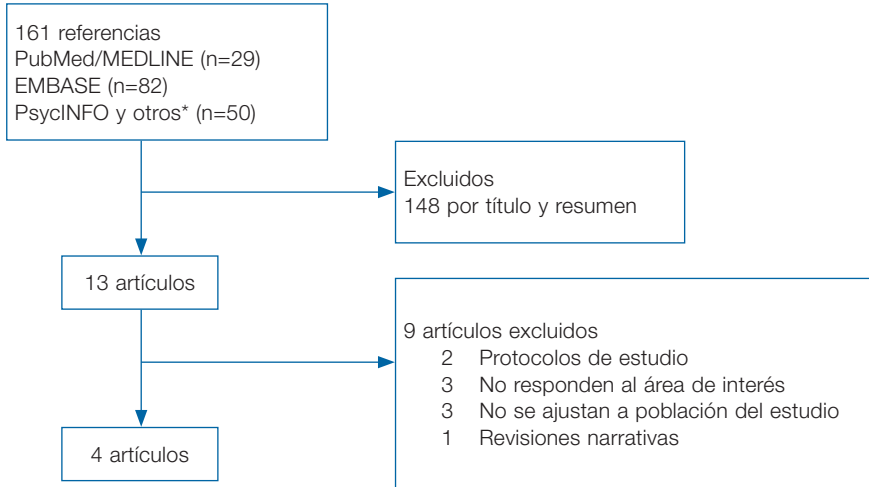 161 referencias
PubMed/MEDLINE (n=29)
EMBASE (n=82)
PsycINFO y otros* (n=50)
Excluidos
148 por título y resumen
13 artículos
9 artículos excluidos
2 Protocolos de estudio
3 No responden al área de interés
3 No se ajustan a población del estudio
1 Revisiones narrativas
4 artículos